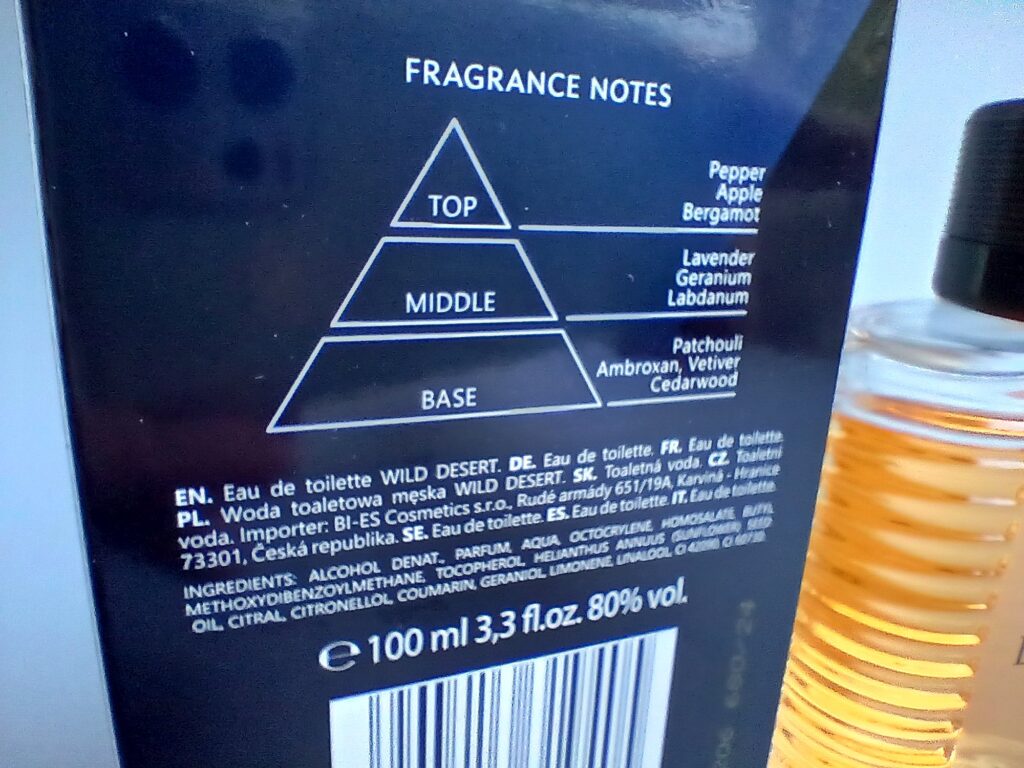 FRAGRANCE NOTES
TOP
Pepper
Apple
Bergamot
MIDDLE
Lavender
Geranium
Labdanum
BASE
Patchouli
Ambroxan, Vetiver
Cedarwood
EN. Eau de toilette WILD DESERT. DE. Eau de toilette. FR. Eau de toilette.
PL. Woda toaletowa męska WILD DESERT. SK. Toaletná voda. CZ. Toaletní
voda. Importer: BI-ES Cosmetics s.r.o., Rudé armády 651/19A, Karviná - Hranice
73301, Česká republika. SE. Eau de toilette. ES. Eau de toilette. IT. Eau de toilette.
INGREDIENTS: ALCOHOL DENAT., PARFUM, AQUA, OCTOCRYLENE, HOMOSALATE, BUTYL
METHOXYDIBENZOYLMETHANE, TOCOPHEROL, HELIANTHUS ANNUUS (SUNFLOWER) SEED
OIL, CITRAL, CITRONELLOL, COUMARIN, GERANIOL, LIMONENE, LINALOOL, CI 42090, CI 60730.
℮ 100 ml 3,3 fl.oz. 80% vol.